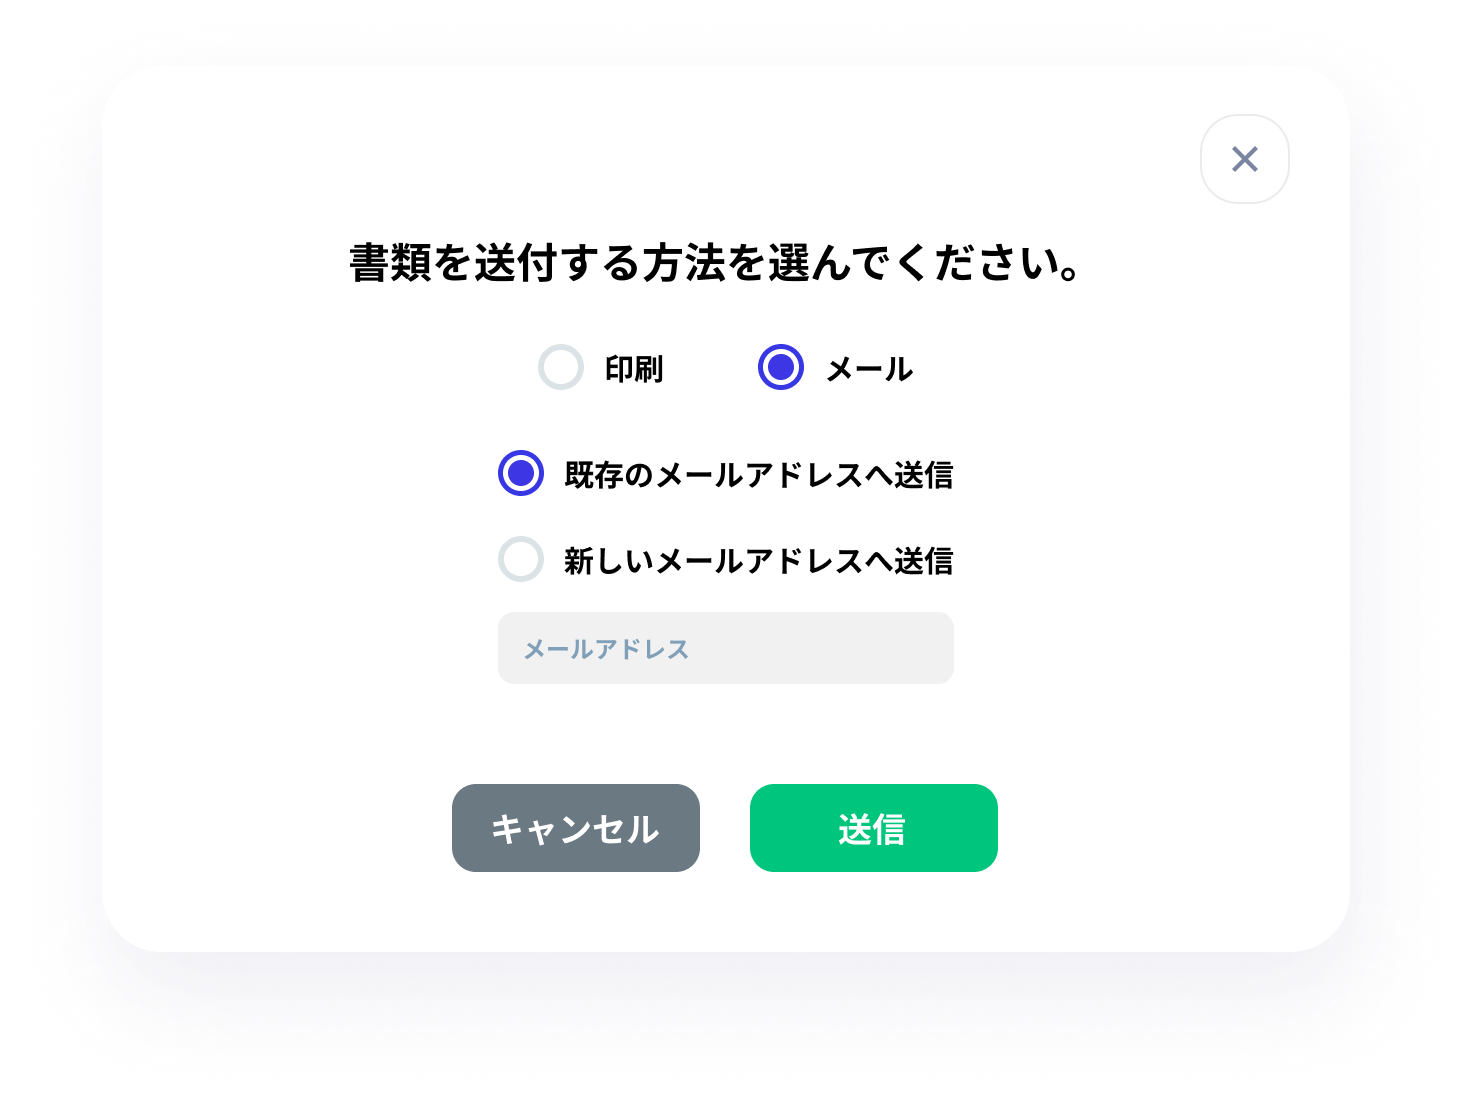 書類を送付する方法を選んでください。
印刷 メール
既存のメールアドレスへ送信
新しいメールアドレスへ送信
メールアドレス
キャンセル 送信